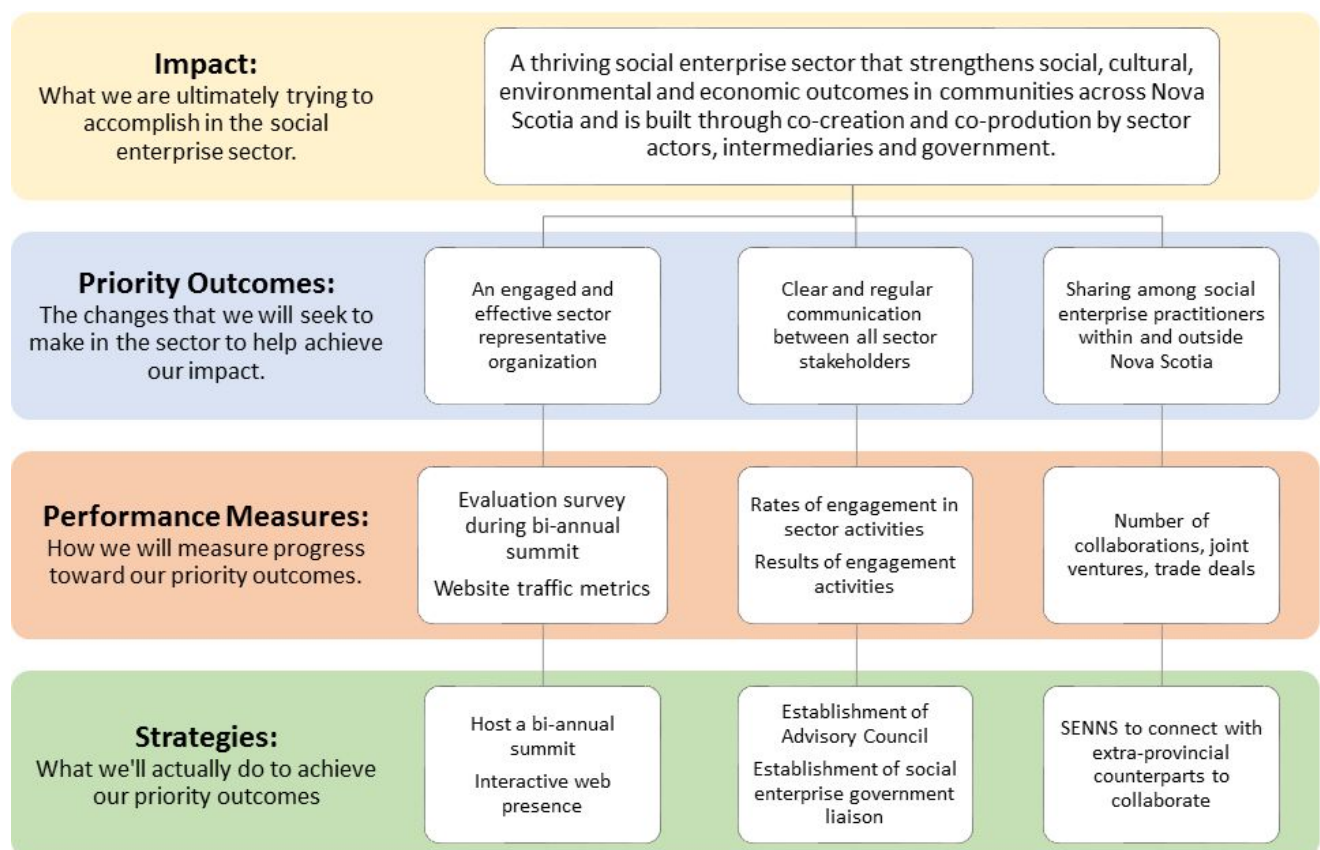 Impact:
What we are ultimately trying to
accomplish in the social
enterprise sector.
A thriving social enterprise sector that strengthens social, cultural,
environmental and economic outcomes in communities across Nova
Scotia and is built through co-creation and co-prodution by sector
actors, intermediaries and government.
Priority Outcomes:
The changes that we will seek to
make in the sector to help achieve
our impact.
An engaged and
effective sector
representative
organization
Clear and regular
communication
between all sector
stakeholders
Sharing among social
enterprise practitioners
within and outside
Nova Scotia
Performance Measures:
How we will measure progress
toward our priority outcomes.
Evaluation survey
during bi-annual
summit
Website traffic metrics
Rates of engagement in
sector activities
Results of engagement
activities
Number of
collaborations, joint
ventures, trade deals
Strategies:
What we'll actually do to achieve
our priority outcomes
Host a bi-annual
summit
Interactive web
presence
Establishment of
Advisory Council
Establishment of social
enterprise government
liaison
SENNS to connect with
extra-provincial
counterparts to
collaborate